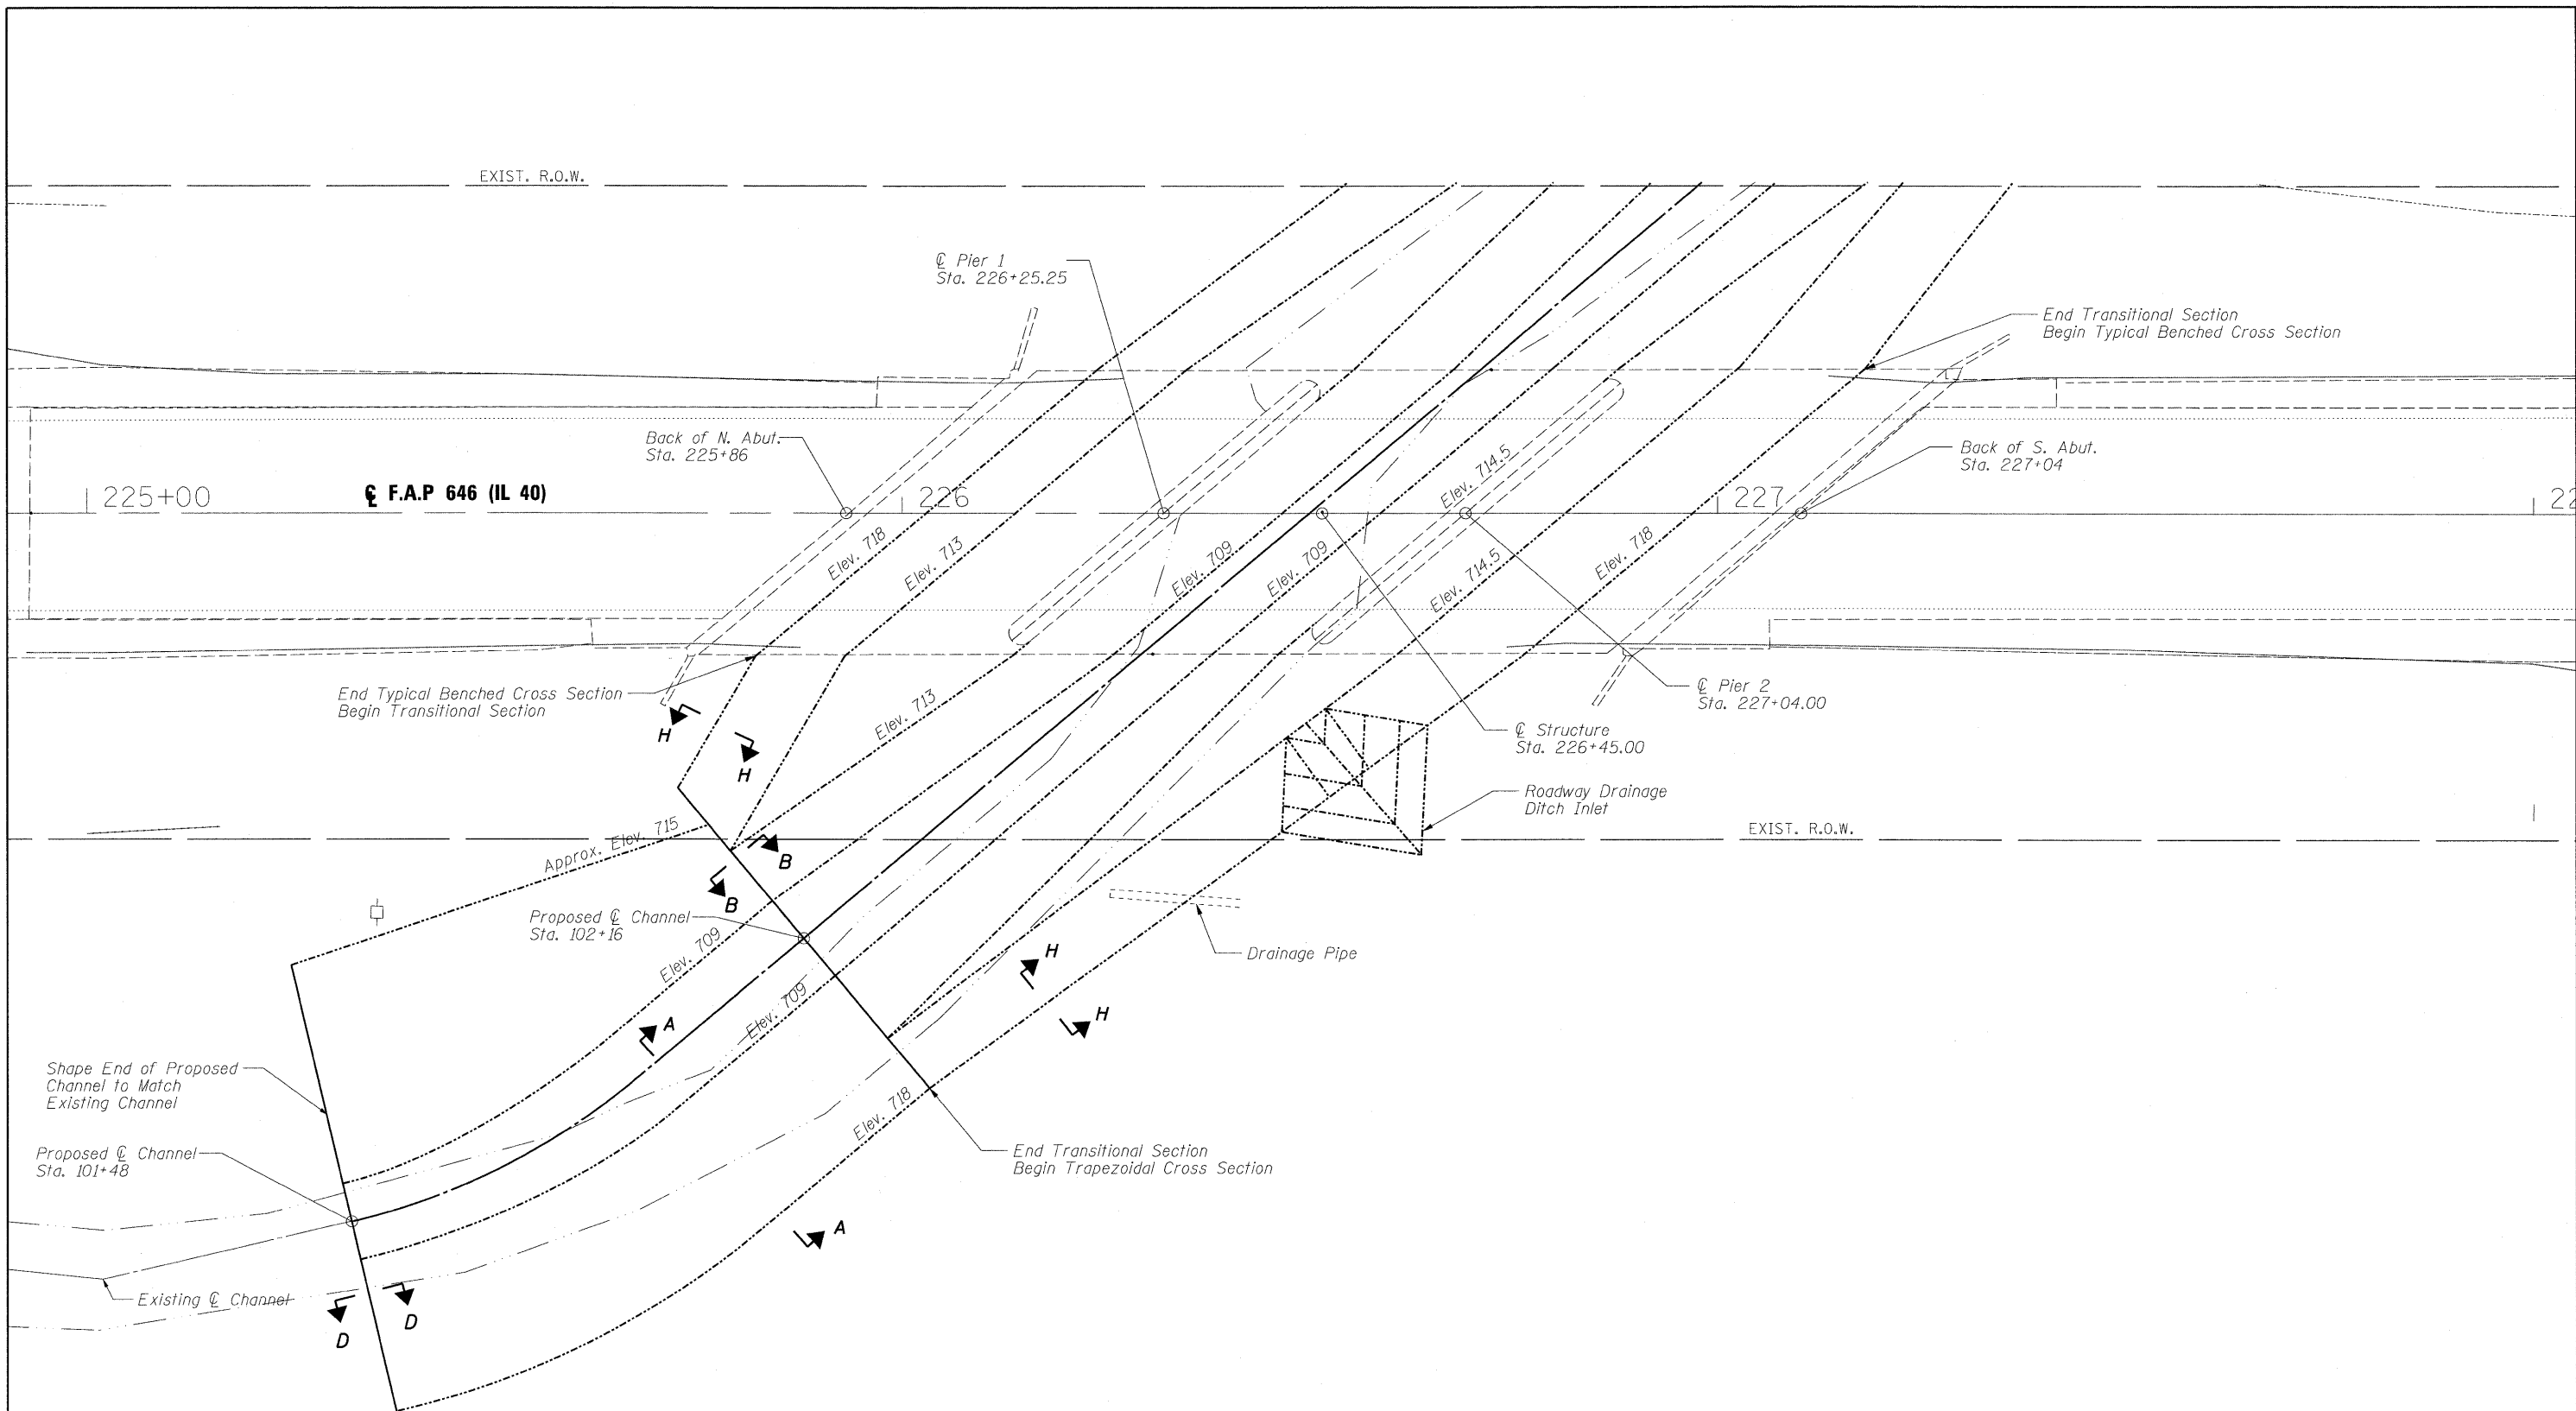 EXIST. R.O.W.
℄ Pier 1
Sta. 226+25.25
End Transitional Section
Begin Typical Benched Cross Section
Back of N. Abut.
Sta. 225+86
Back of S. Abut.
Sta. 227+04
225+00
℄ F.A.P 646 (IL 40)
226
227
22
Elev. 714.5
Elev. 718
Elev. 713
Elev. 709
Elev. 709
Elev. 714.5
Elev. 718
End Typical Benched Cross Section
Begin Transitional Section
Elev. 713
℄ Pier 2
Sta. 227+04.00
H
H
℄ Structure
Sta. 226+45.00
Roadway Drainage
Ditch Inlet
EXIST. R.O.W.
Approx. Elev. 715
B
B
Proposed ℄ Channel
Sta. 102+16
Elev. 709
Elev. 709
Drainage Pipe
H
H
A
Shape End of Proposed
Channel to Match
Existing Channel
Elev. 718
Proposed ℄ Channel
Sta. 101+48
End Transitional Section
Begin Trapezoidal Cross Section
A
Existing ℄ Channel
D
D